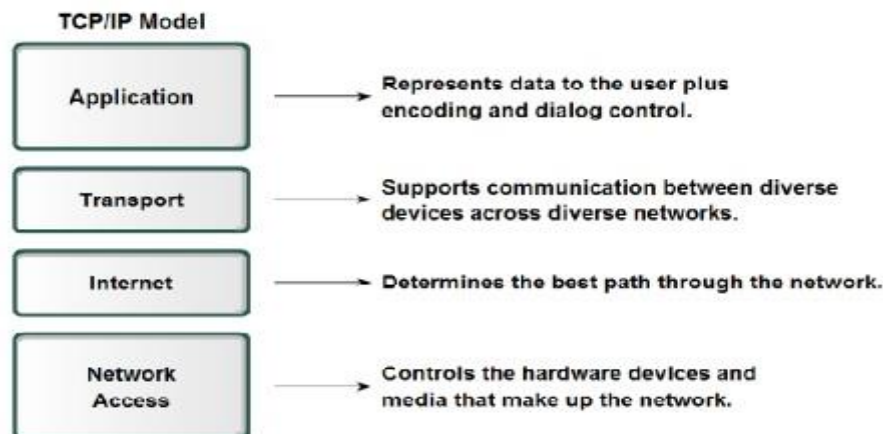 TCP/IP Model
Application
Represents data to the user plus
encoding and dialog control.
Transport
Supports communication between diverse
devices across diverse networks.
Internet
Determines the best path through the network.
Network
Access
Controls the hardware devices and
media that make up the network.